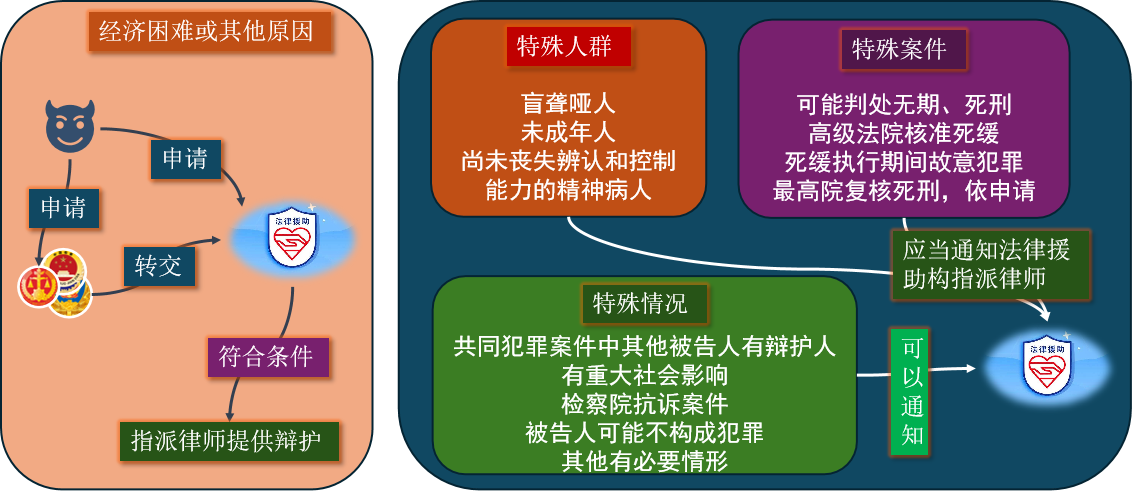 经济困难或其他原因
申请
申请
法律援助
转交
符合条件
指派律师提供辩护
特殊人群
盲聋哑人
未成年人
尚未丧失辨认和控制
能力的精神病人
特殊案件
可能判处无期、死刑
高级法院核准死缓
死缓执行期间故意犯罪
最高院复核死刑，依申请
应当通知法律援
助构指派律师
特殊情况
共同犯罪案件中其他被告人有辩护人
有重大社会影响
检察院抗诉案件
被告人可能不构成犯罪
其他有必要情形
可
以
通
知
法律援助